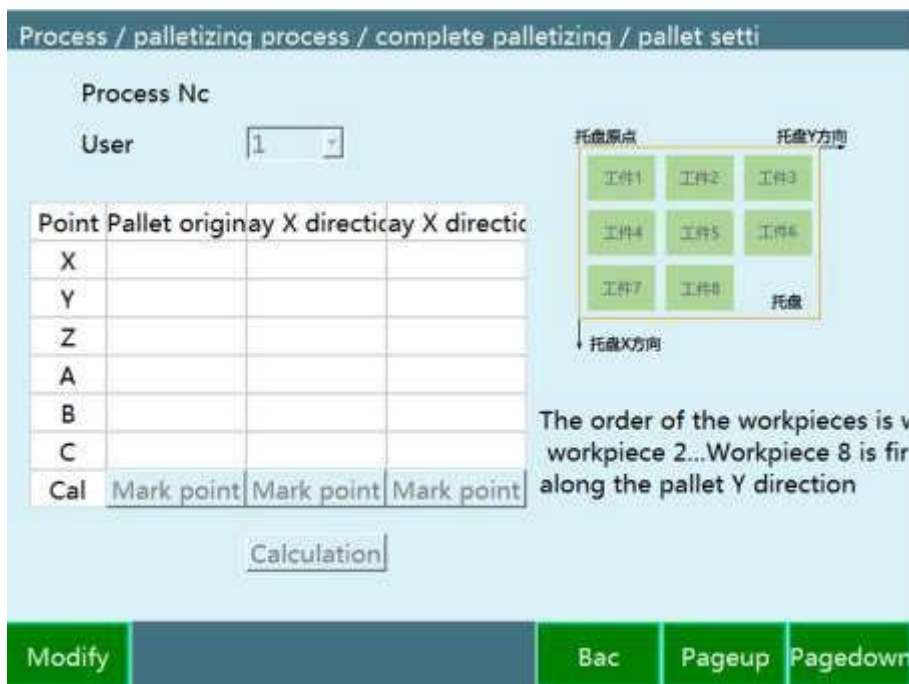 Process / palletizing process / complete palletizing / pallet setti
Process Nc
User 1
托盘原点 托盘Y方向
工件1 工件2 工件3
工件4 工件5 工件6
工件7 工件8
托盘
托盘X方向
Point Pallet origin ay X directic ay X directic
X
Y
Z
A
B
C
Cal Mark point Mark point Mark point
The order of the workpieces is w
workpiece 2...Workpiece 8 is fir
along the pallet Y direction
Calculation
Modify Bac Pageup Pagedown